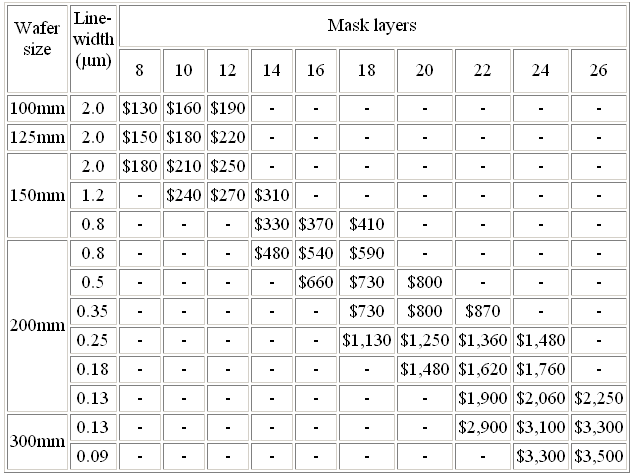 Wafer size Line-width (μm) Mask layers
8 10 12 14 16 18 20 22 24 26
100mm 2.0 $130 $160 $190 - - - - - - -
125mm 2.0 $150 $180 $220 - - - - - - -
150mm 2.0 $180 $210 $250 - - - - - - -
1.2 - $240 $270 $310 - - - - - -
0.8 - - - $330 $370 $410 - - - -
200mm 0.8 - - - $480 $540 $590 - - - -
0.5 - - - - $660 $730 $800 - - -
0.35 - - - - - $730 $800 $870 - -
0.25 - - - - - $1,130 $1,250 $1,360 $1,480 -
0.18 - - - - - - $1,480 $1,620 $1,760 -
0.13 - - - - - - - $1,900 $2,060 $2,250
300mm 0.13 - - - - - - - $2,900 $3,100 $3,300
0.09 - - - - - - - - $3,300 $3,500